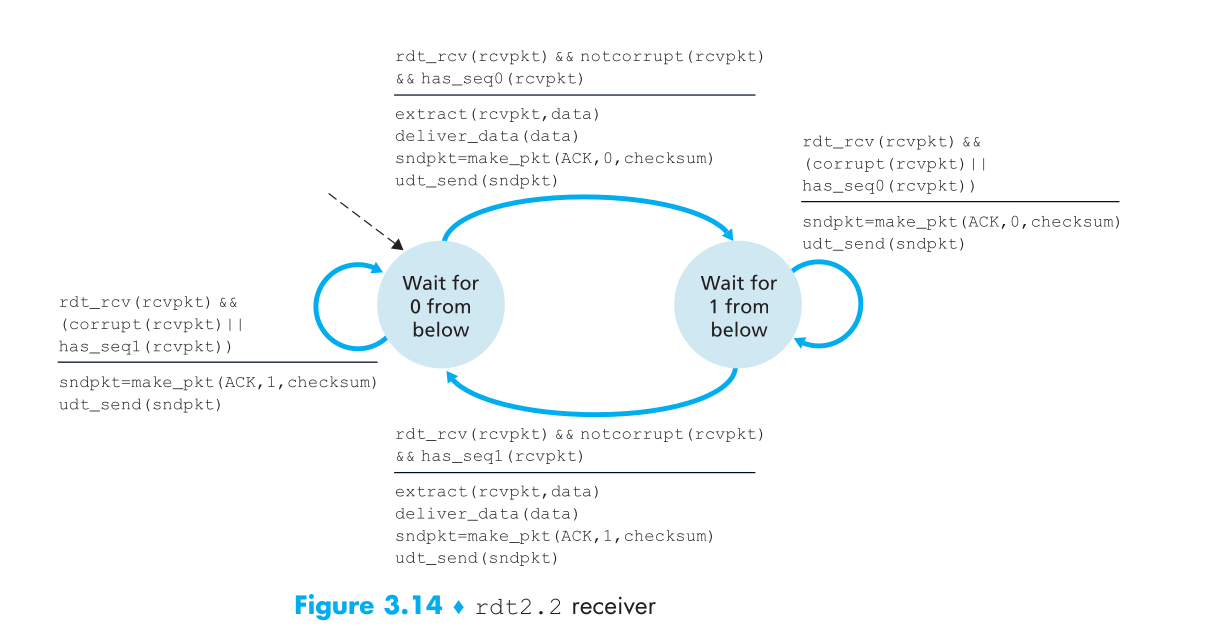 rdt_rcv(rcvpkt) && notcorrupt(rcvpkt)
&& has_seq0(rcvpkt)
extract(rcvpkt,data)
deliver_data(data)
sndpkt=make_pkt(ACK,0,checksum)
udt_send(sndpkt)
rdt_rcv(rcvpkt) &&
(corrupt(rcvpkt)||
has_seq0(rcvpkt))
sndpkt=make_pkt(ACK,0,checksum)
udt_send(sndpkt)
Wait for
0 from
below
Wait for
1 from
below
rdt_rcv(rcvpkt) &&
(corrupt(rcvpkt)||
has_seq1(rcvpkt))
sndpkt=make_pkt(ACK,1,checksum)
udt_send(sndpkt)
rdt_rcv(rcvpkt) && notcorrupt(rcvpkt)
&& has_seq1(rcvpkt)
extract(rcvpkt,data)
deliver_data(data)
sndpkt=make_pkt(ACK,1,checksum)
udt_send(sndpkt)
Figure 3.14 ♦ rdt2.2 receiver